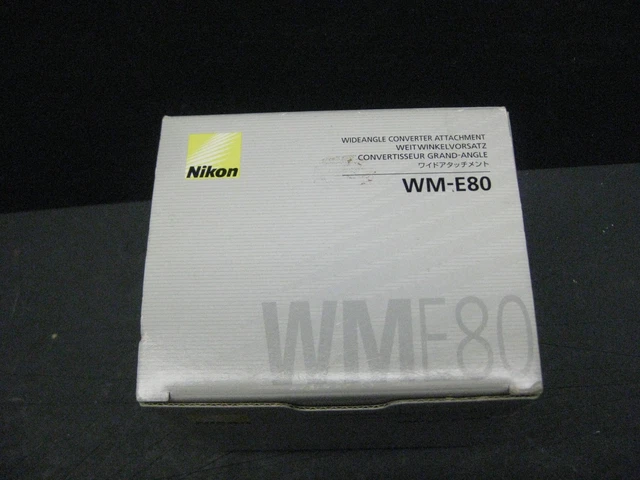 Nikon
WIDEANGLE CONVERTER ATTACHMENT
WEITWINKELVORSATZ
CONVERTISSEUR GRAND-ANGLE
ワイドアタッチメント
WM-E80
WME80